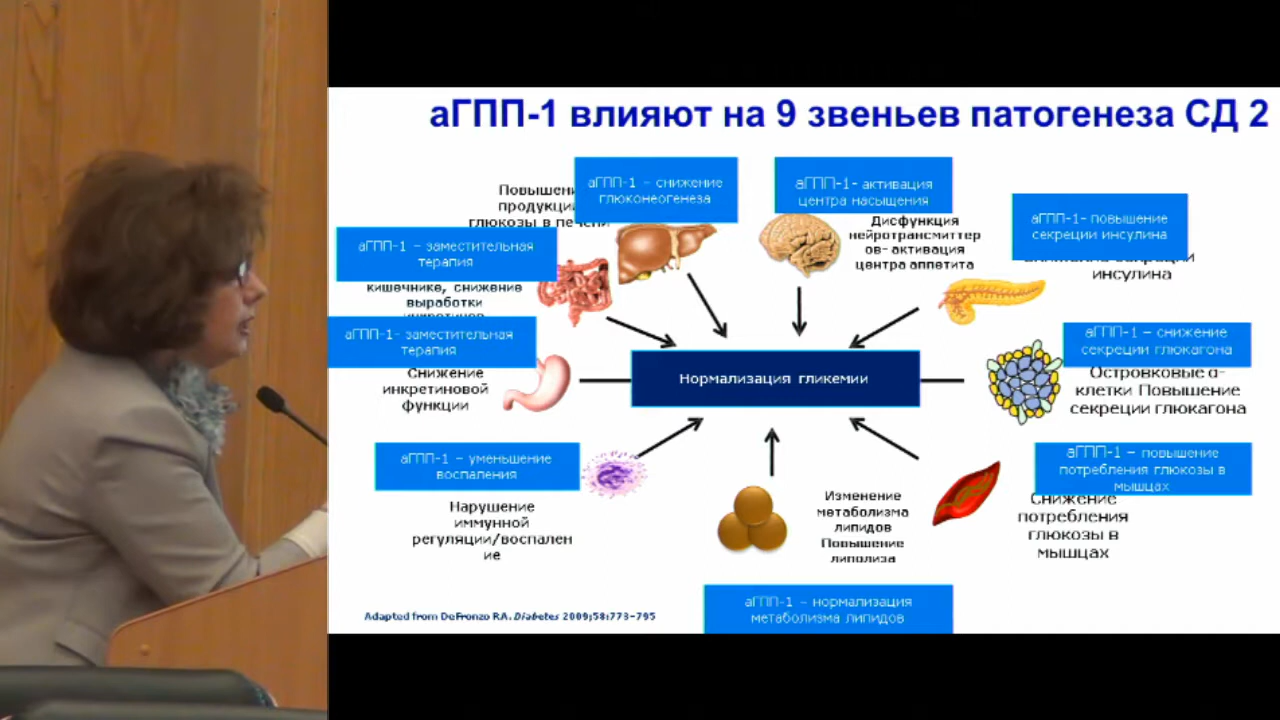 аГПП-1 влияют на 9 звеньев патогенеза СД 2
аГПП-1 – снижение
глюконеогенеза
продукци
глюкозы в печени
аГПП-1- активация
центра насыщения
Дисфункция
нейротрансмиттер
ов- активация
центра аппетита
аГПП-1- повышение
секреции инсулина
инсулина
аГПП-1 – заместительная
терапия
кишечнике, снижение
выработки
аГПП-1- заместительная
терапия
Снижение
инкретиновой
функции
Нормализация гликемии
аГПП-1 – снижение
секреции глюкагона
Островковые α-
клетки Повышение
секреции глюкагона
аГПП-1 – уменьшение
воспаления
Нарушение
иммунной
регуляции/воспален
ие
Изменение
метаболизма
липидов
Повышение
липолиза
аГПП-1 – повышение
потребления глюкозы в
мышцах
Снижение
потребления
глюкозы в
мышцах
аГПП-1 – нормализация
метаболизма липидов
Adapted from DeFronzo RA. Diabetes 2009;58:773–795